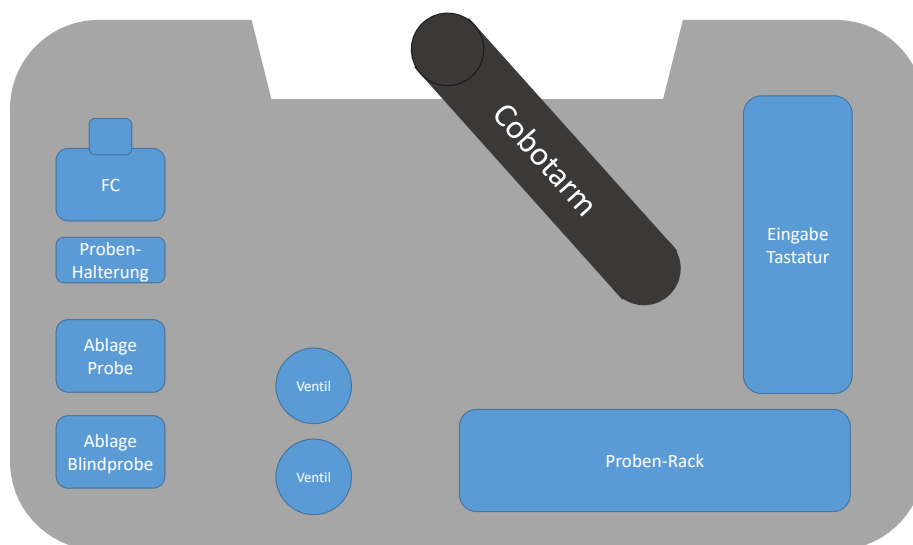 Cobotarm
FC
Proben-
Halterung
Ablage
Probe
Ablage
Blindprobe
Ventil
Ventil
Eingabe
Tastatur
Proben-Rack